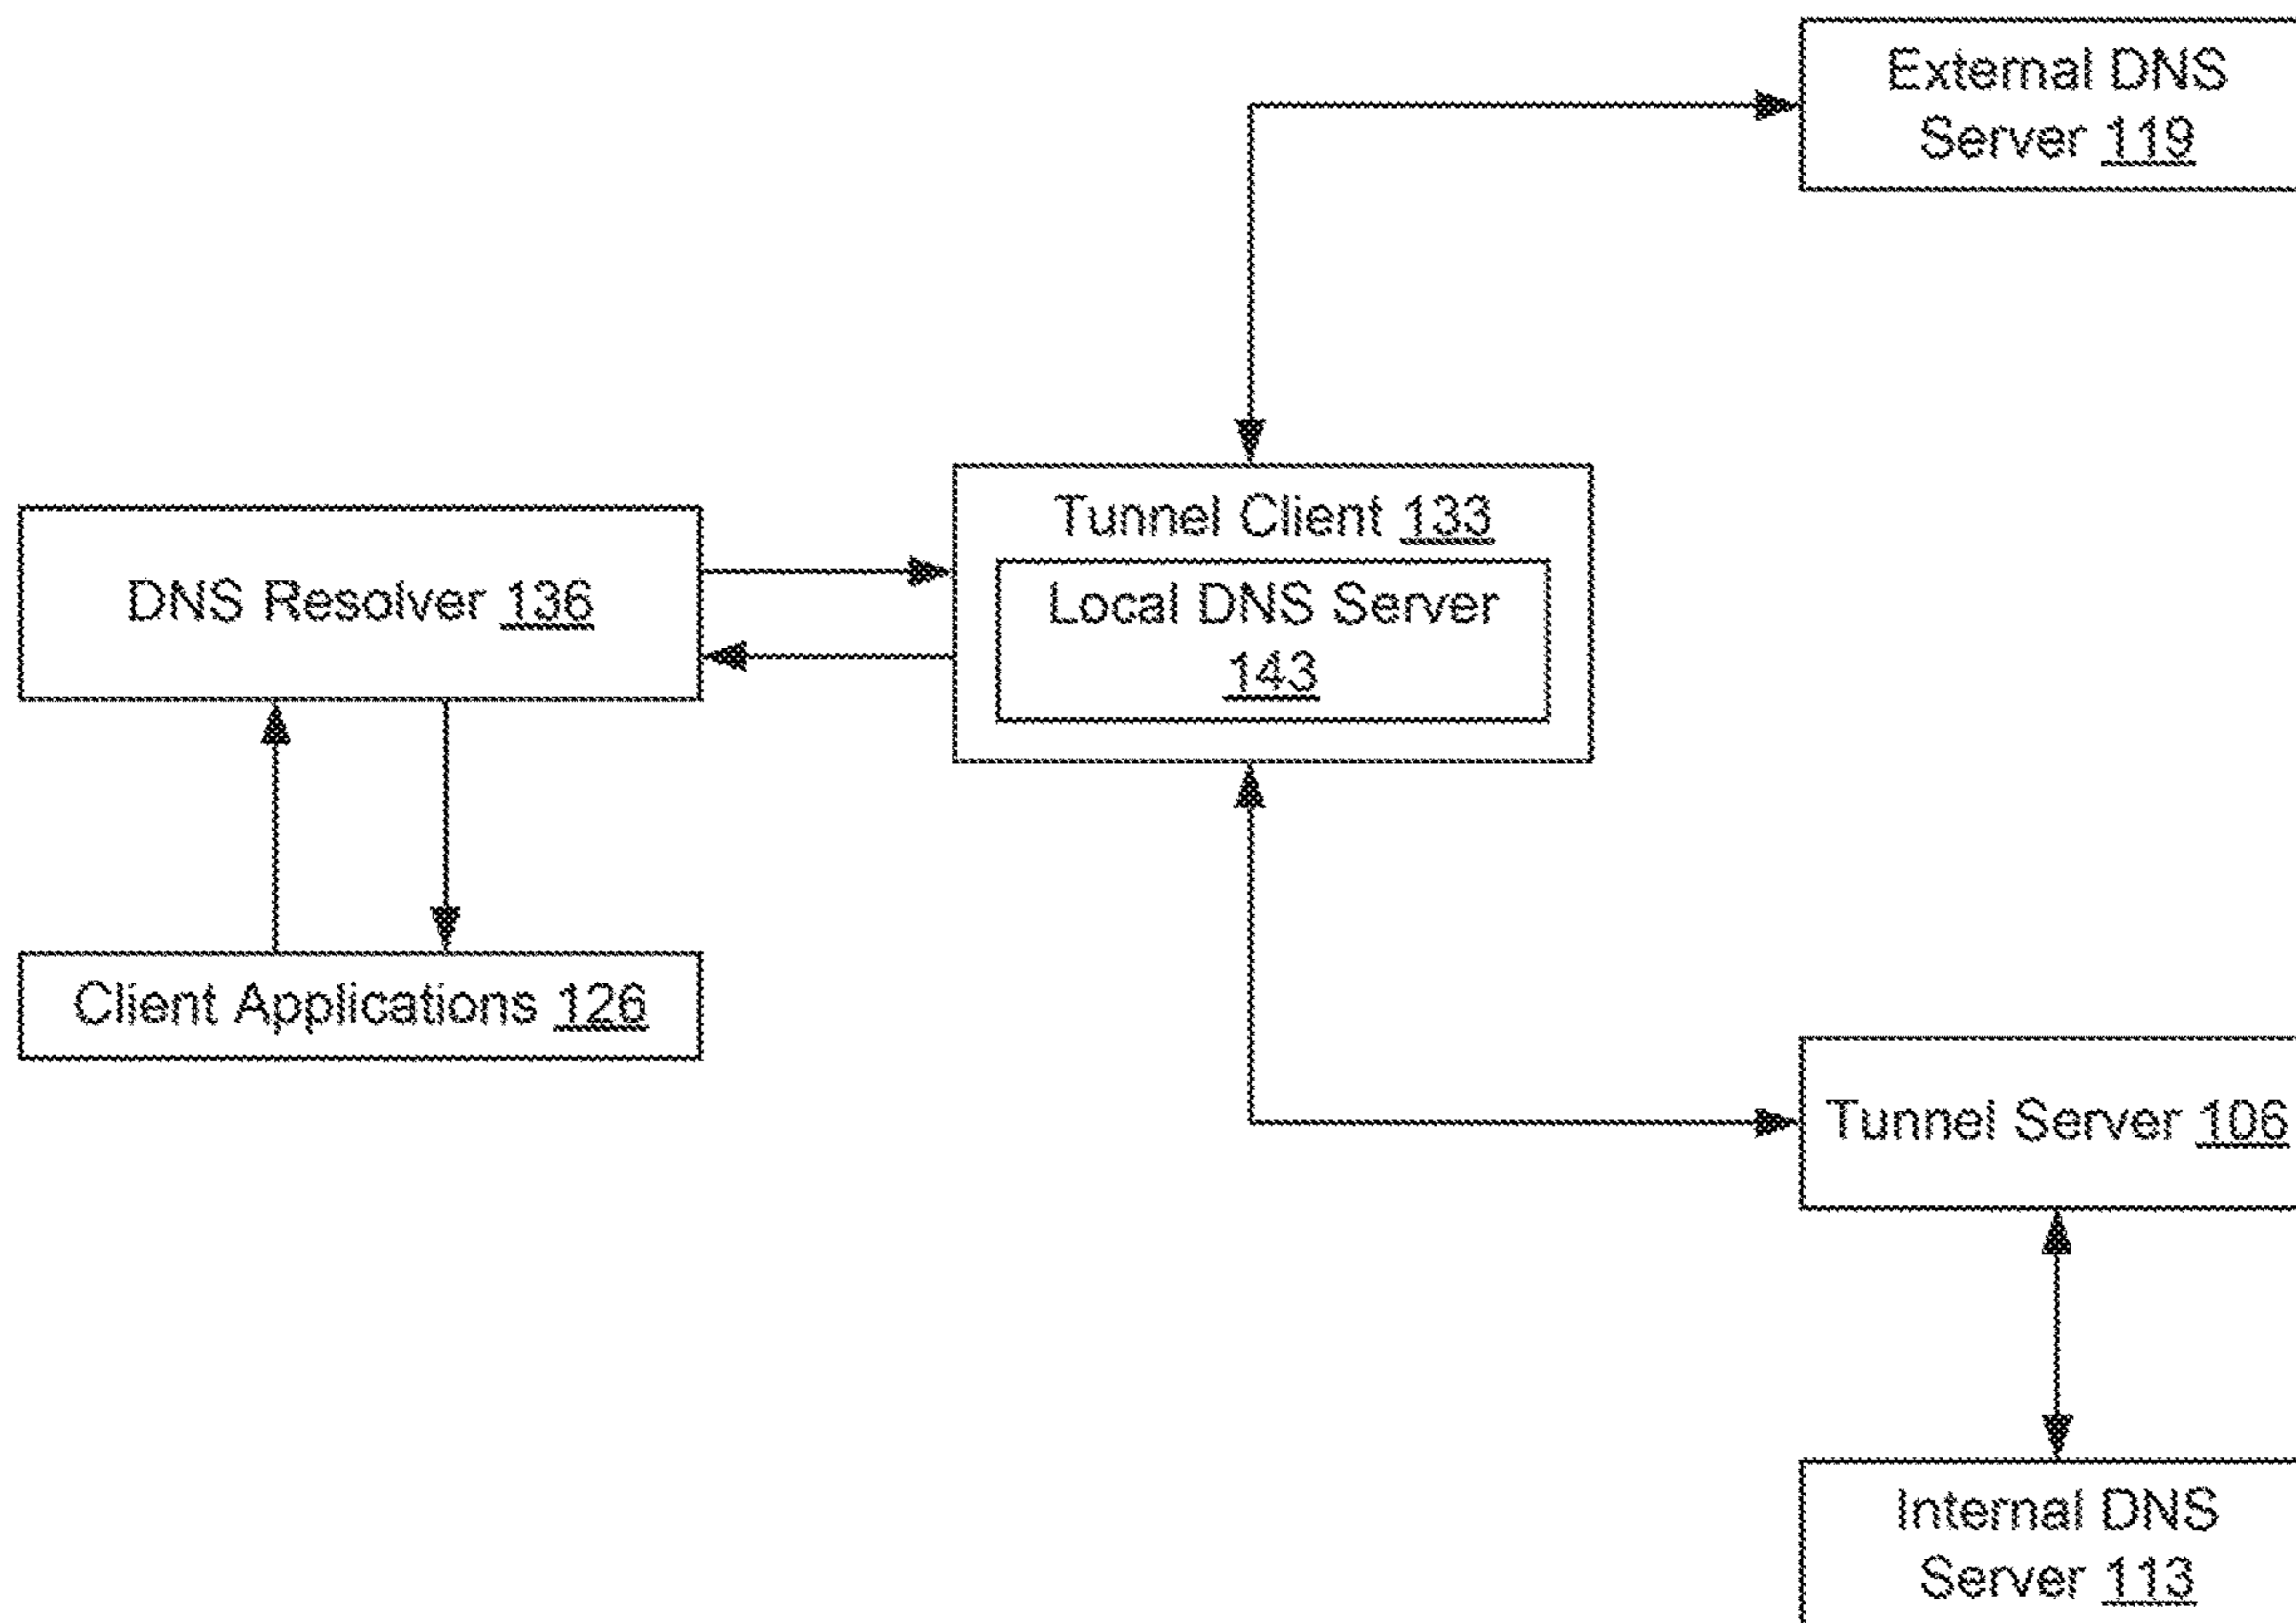 External DNS
Server 119
Tunnel Client 133
Local DNS Server
143
DNS Resolver 136
Client Applications 126
Tunnel Server 106
Internal DNS
Server 113